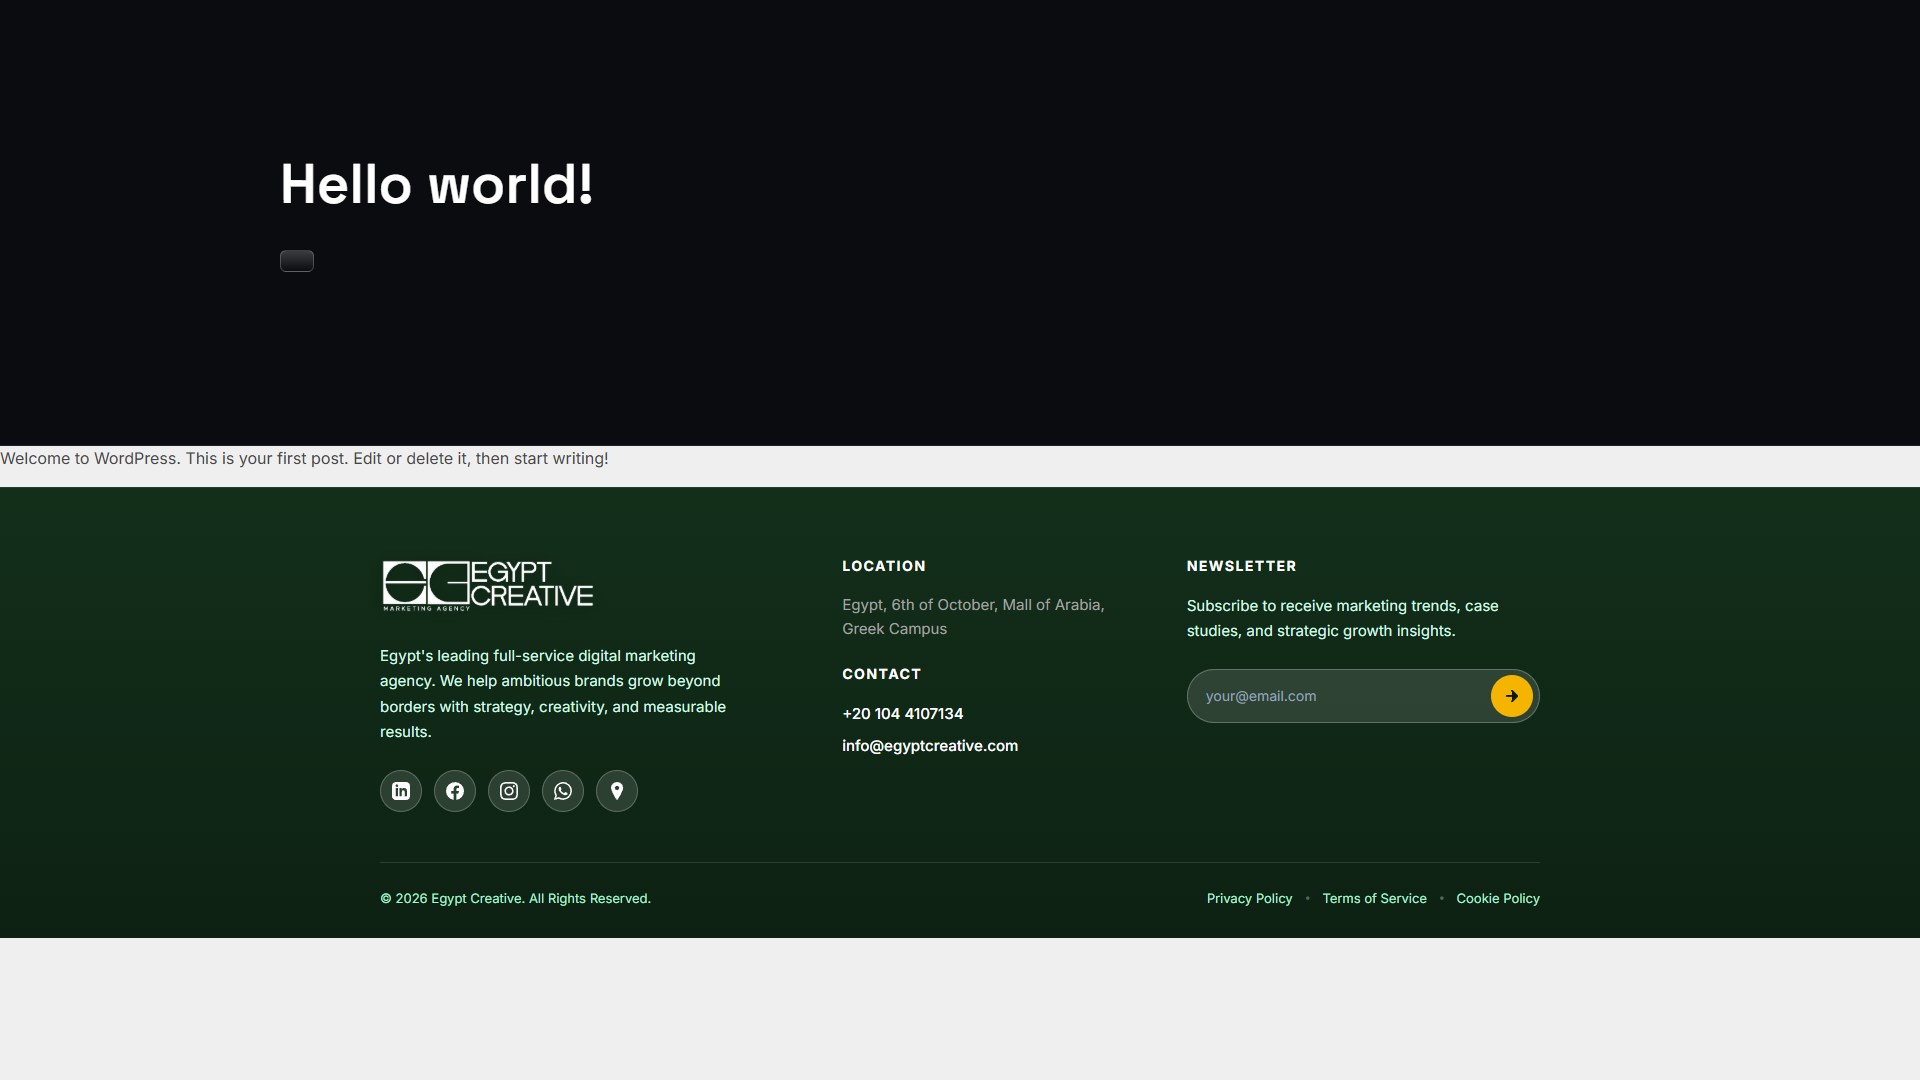 Hello world!
Welcome to WordPress. This is your first post. Edit or delete it, then start writing!
EGYPT
CREATIVE
MARKETING AGENCY
Egypt's leading full-service digital marketing
agency. We help ambitious brands grow beyond
borders with strategy, creativity, and measurable
results.
LOCATION
Egypt, 6th of October, Mall of Arabia,
Greek Campus
CONTACT
+20 104 4107134
info@egyptcreative.com
NEWSLETTER
Subscribe to receive marketing trends, case
studies, and strategic growth insights.
your@email.com
© 2026 Egypt Creative. All Rights Reserved.
Privacy Policy • Terms of Service • Cookie Policy